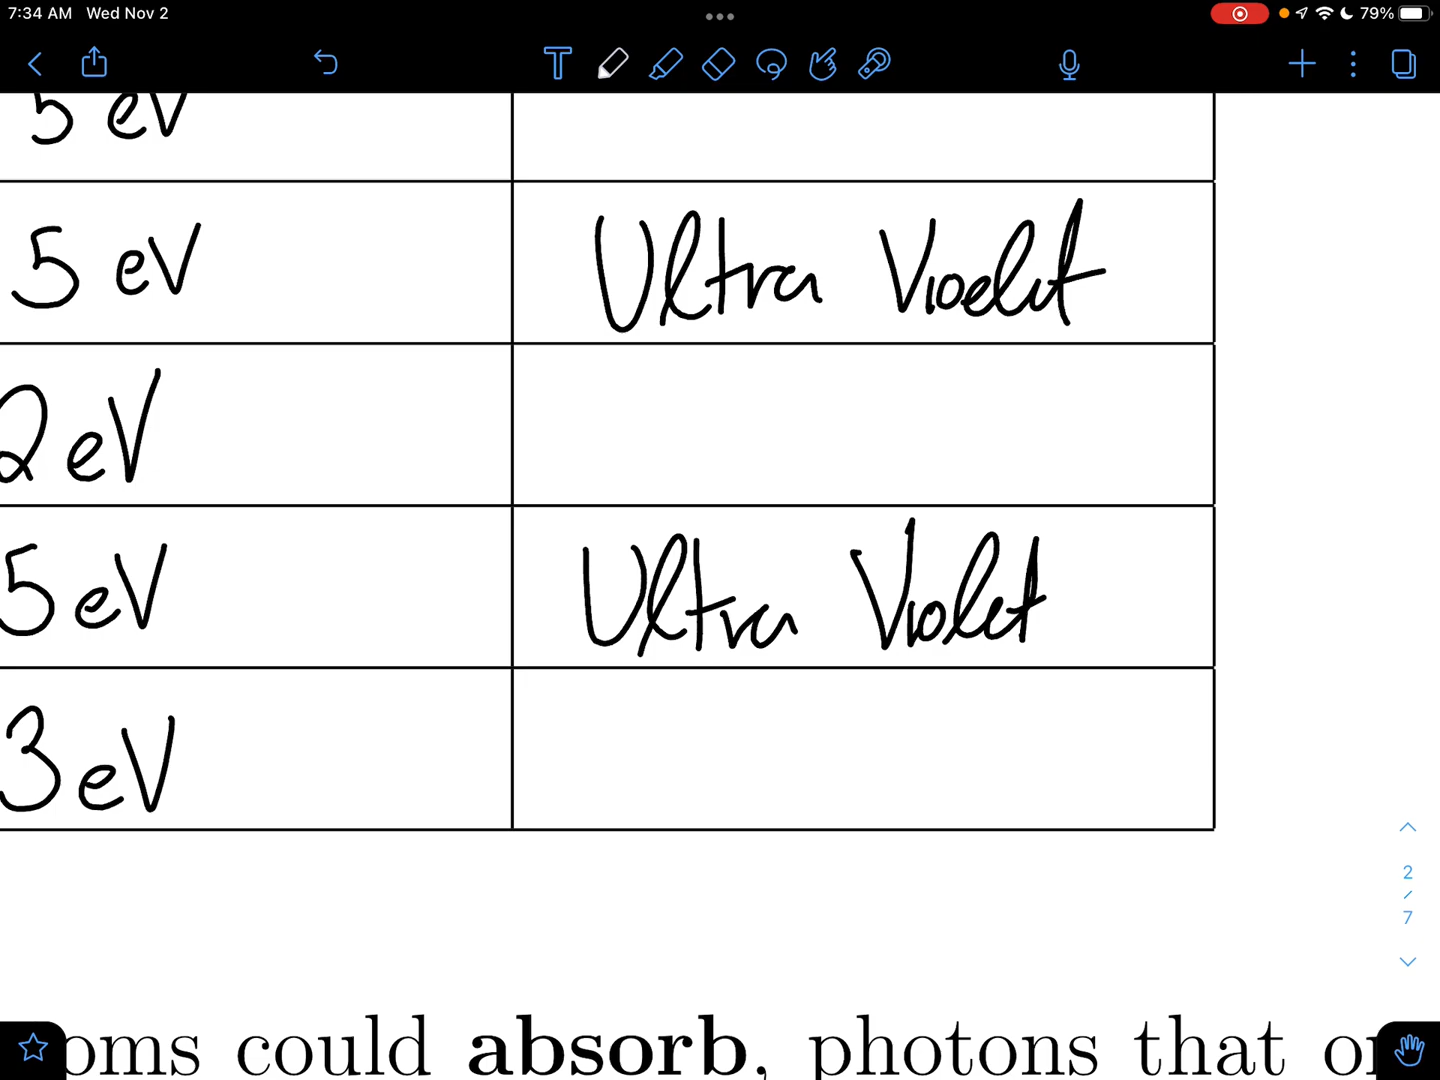 7:34 AM Wed Nov 2 79%
5 eV
5 eV Ultra Vioelet
2 eV
5 eV Ultra Violet
3 eV
2
7
oms could absorb, photons that or